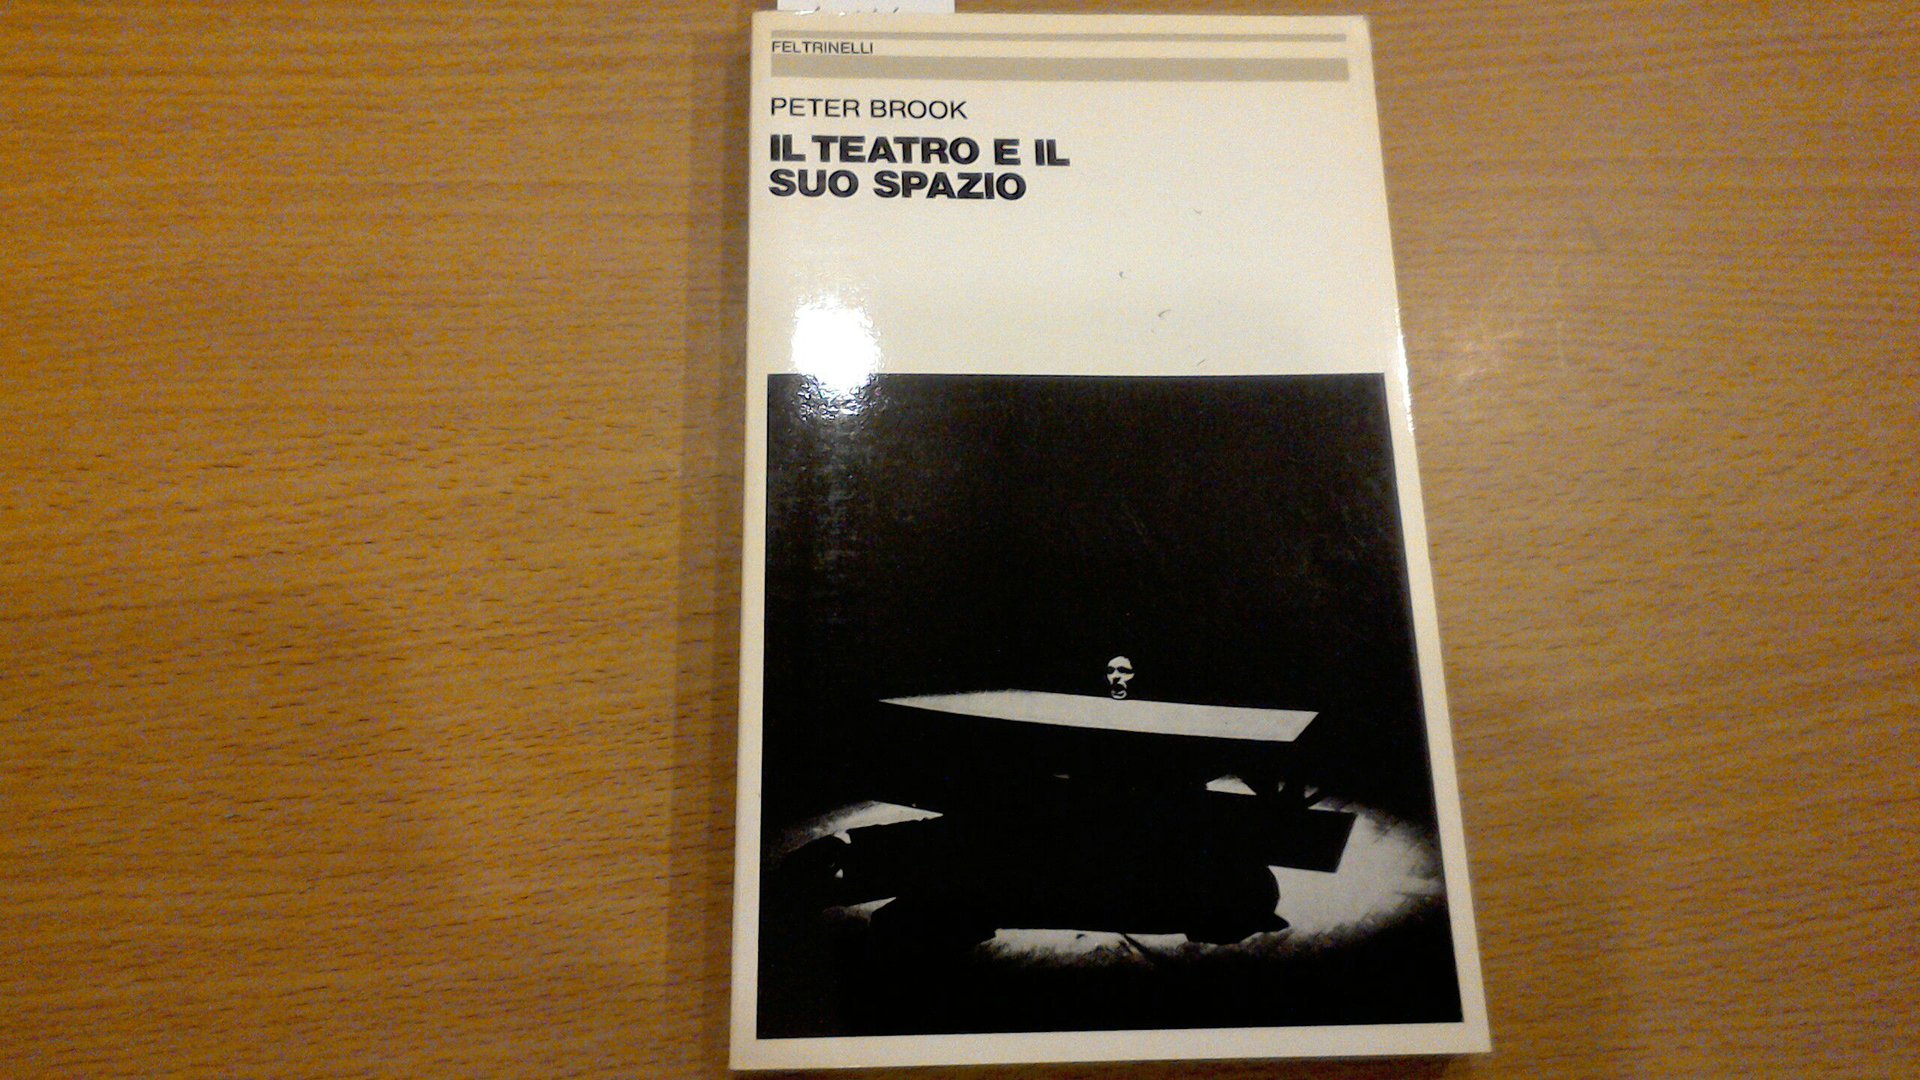 FELTRINELLI
PETER BROOK
IL TEATRO E IL
SUO SPAZIO